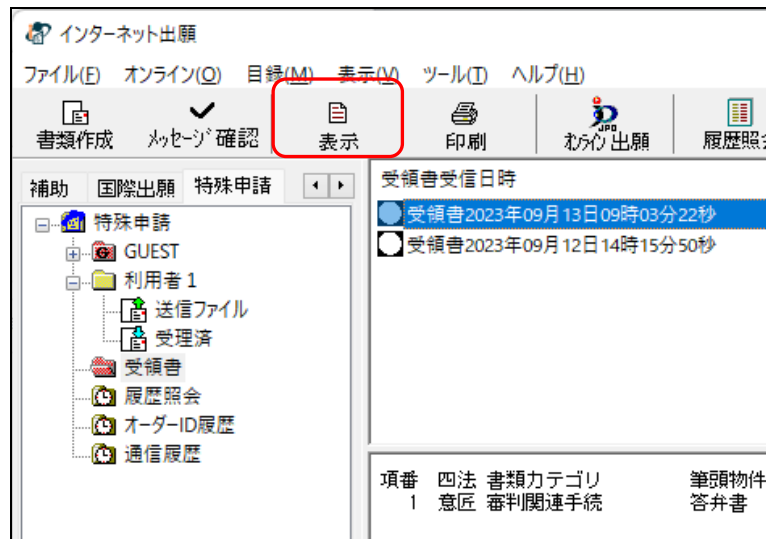 インターネット出願
ファイル(F) オンライン(O) 目録(M) 表示(V) ツール(T) ヘルプ(H)
書類作成 メッセージ確認 表示 印刷 オンライン出願 履歴照会
補助 国際出願 特殊申請
特殊申請
GUEST
利用者1
送信ファイル
受理済
受領書
履歴照会
オーダーID履歴
通信履歴
受領書受信日時
受領書2023年09月13日09時03分22秒
受領書2023年09月12日14時15分50秒
項番 四法 書類カテゴリ 筆頭物件
1 意匠 審判関連手続 答弁書